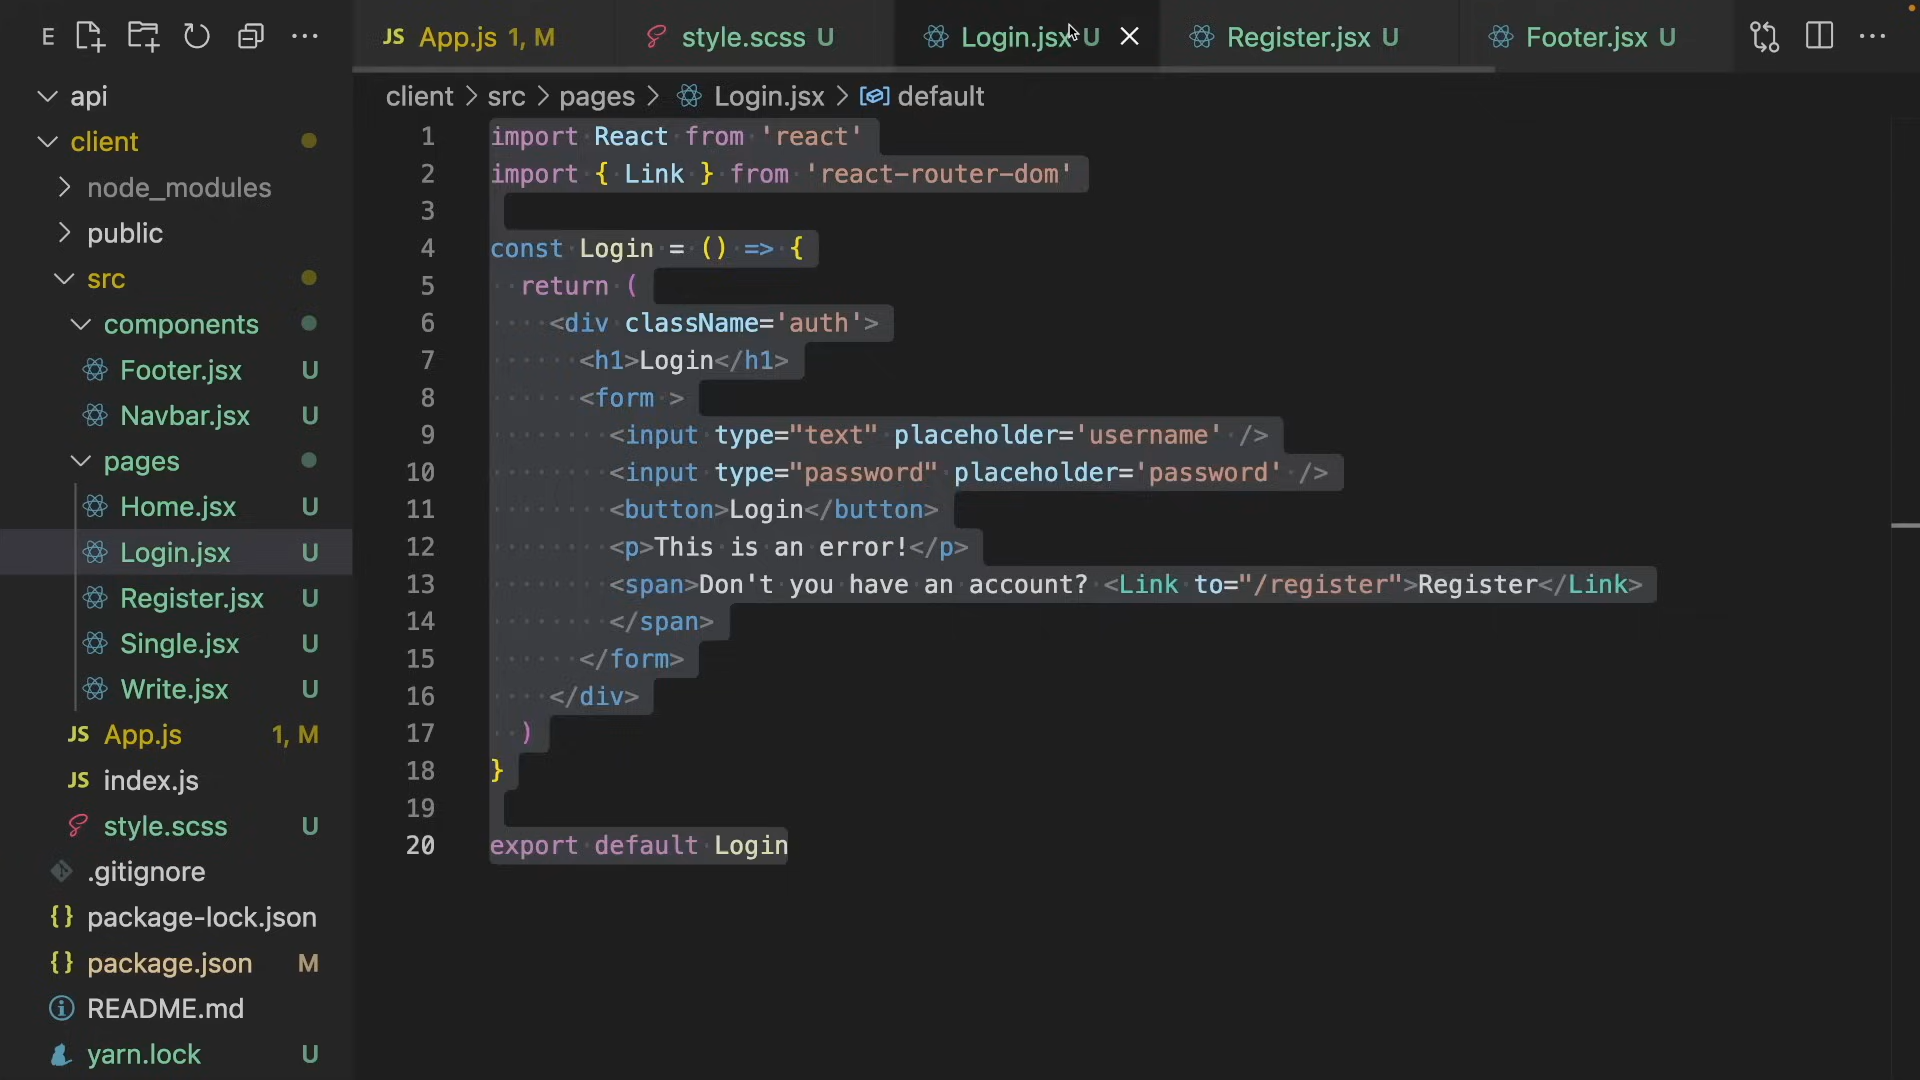 E
JS App.js 1, M
style.scss U
Login.jsx U
Register.jsx U
Footer.jsx U
api
client
node_modules
public
src
components
Footer.jsx U
Navbar.jsx U
pages
Home.jsx U
Login.jsx U
Register.jsx U
Single.jsx U
Write.jsx U
JS App.js 1, M
JS index.js
style.scss U
.gitignore
{} package-lock.json
{} package.json M
README.md
yarn.lock U
client > src > pages > Login.jsx > default
1 import React from 'react'
2 import { Link } from 'react-router-dom'
3
4 const Login = () => {
5 return (
6 <div className='auth'>
7 <h1>Login</h1>
8 <form >
9 <input type="text" placeholder='username' />
10 <input type="password" placeholder='password' />
11 <button>Login</button>
12 <p>This is an error!</p>
13 <span>Don't you have an account? <Link to="/register">Register</Link>
14 </span>
15 </form>
16 </div>
17 )
18 }
19
20 export default Login